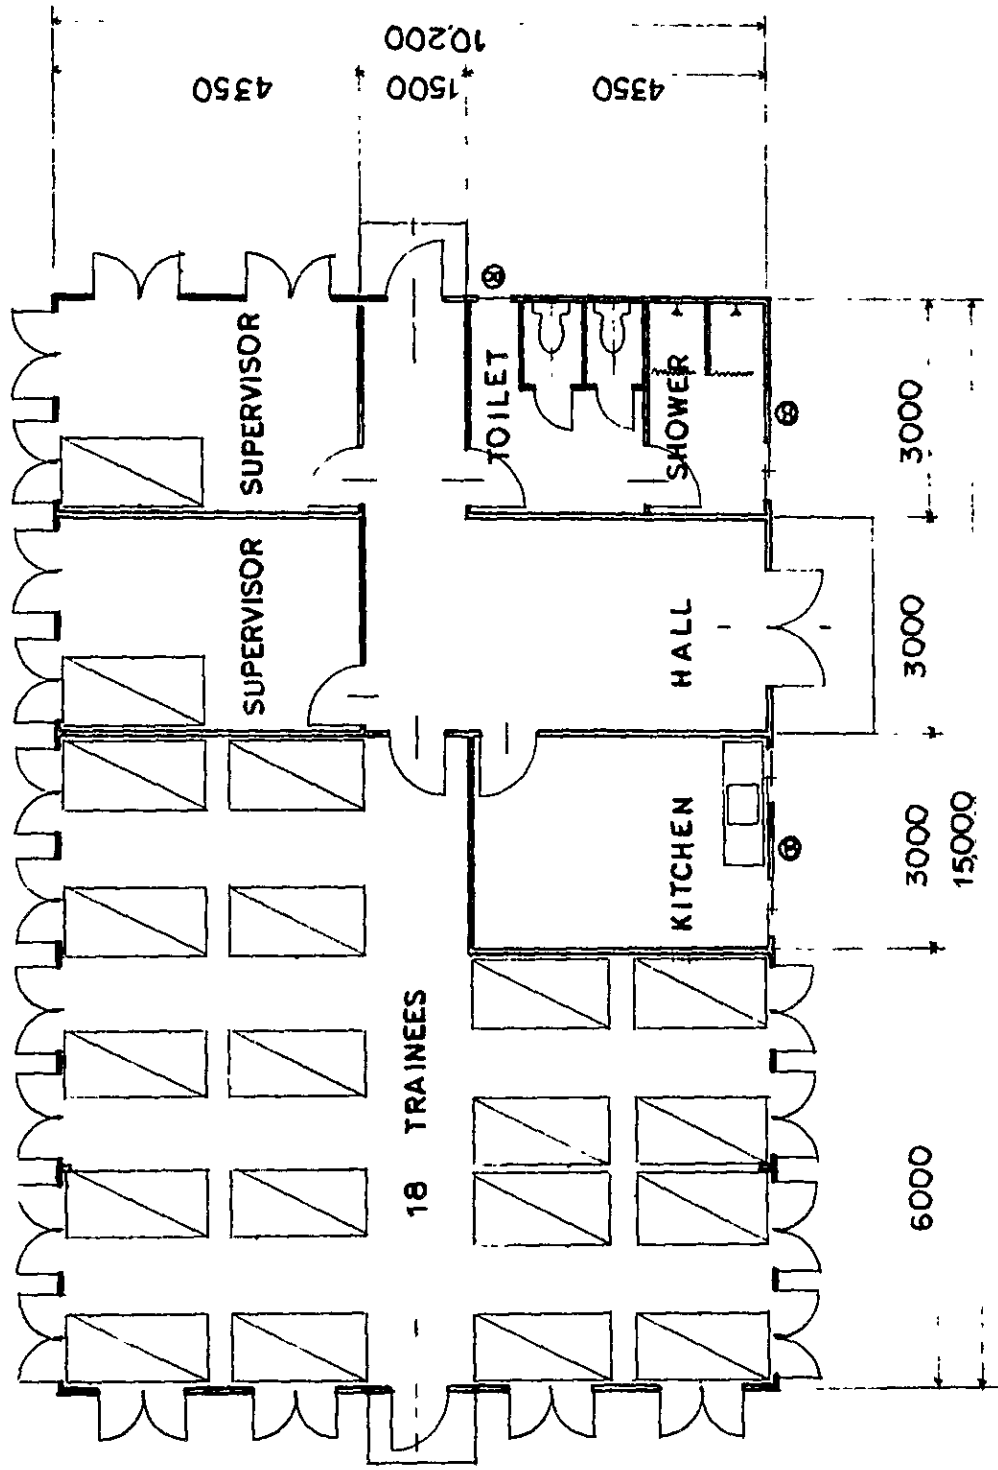 10,200
4350
1500
4350
SUPERVISOR
SUPERVISOR
TOILET
SHOWER
HALL
KITCHEN
18 TRAINEES
3000
3000
3000
6000
15,000